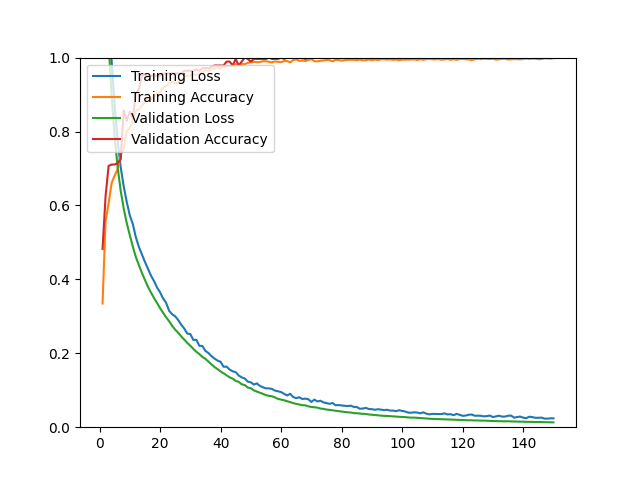 1.0
0.8
0.6
0.4
0.2
0.0
Training Loss
Training Accuracy
Validation Loss
Validation Accuracy
0 20 40 60 80 100 120 140